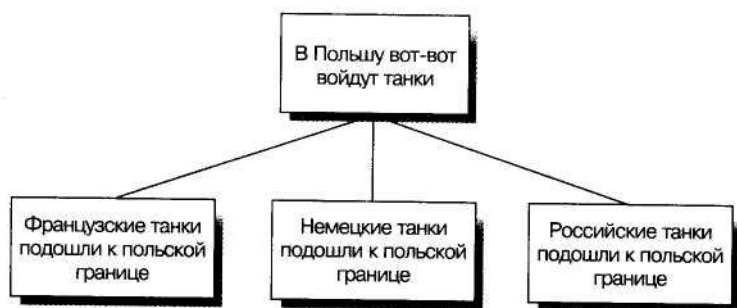 В Польшу вот-вот
войдут танки
Французские танки
подошли к польской
границе
Немецкие танки
подошли к польской
границе
Российские танки
подошли к польской
границе